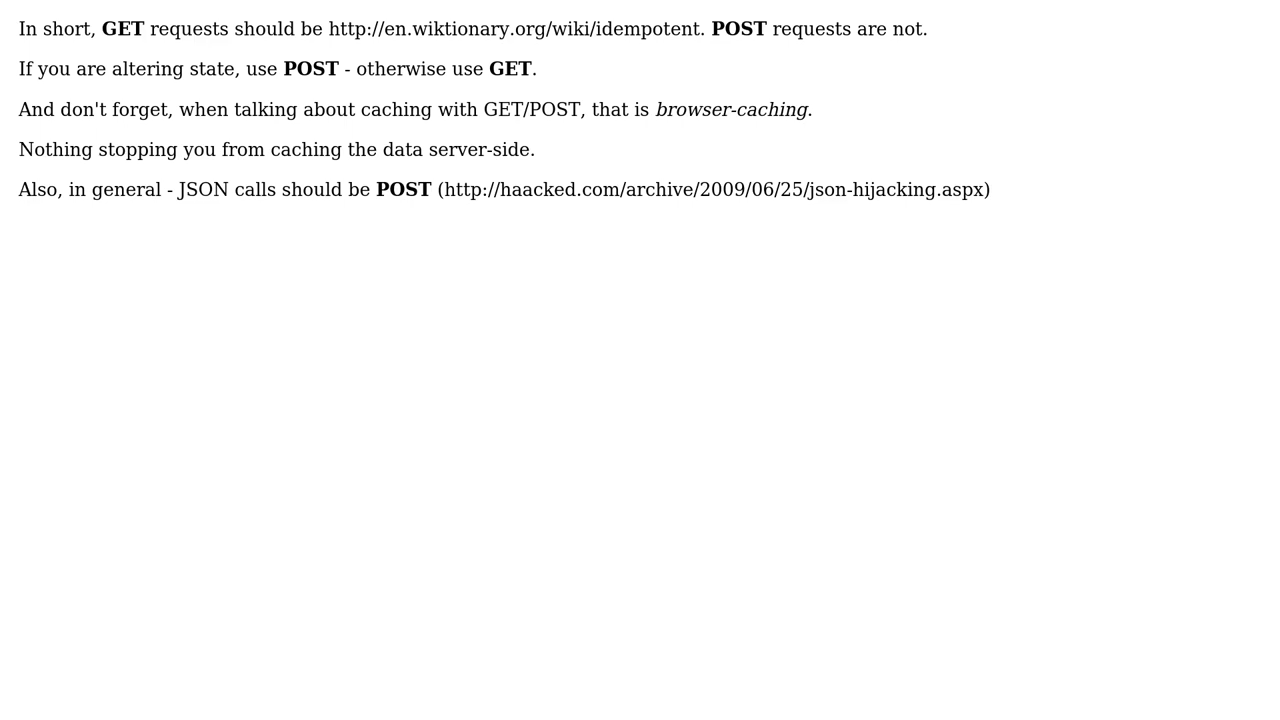 In short, GET requests should be http://en.wiktionary.org/wiki/idempotent. POST requests are not.
If you are altering state, use POST - otherwise use GET.
And don't forget, when talking about caching with GET/POST, that is browser-caching.
Nothing stopping you from caching the data server-side.
Also, in general - JSON calls should be POST (http://haacked.com/archive/2009/06/25/json-hijacking.aspx)